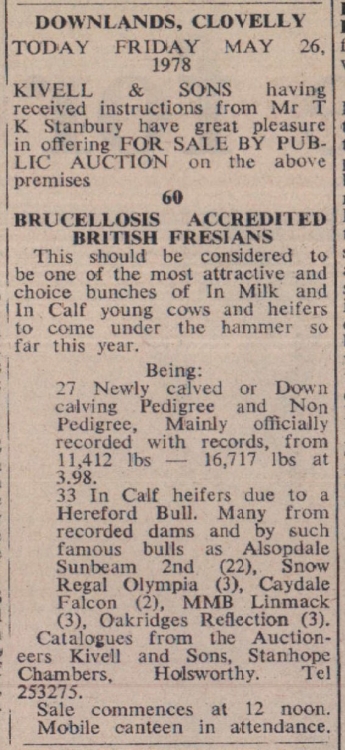 DOWNLANDS, CLOVELLY
TODAY FRIDAY MAY 26,
1978
KIVELL & SONS having
received instructions from Mr T
K Stanbury have great pleasure
in offering FOR SALE BY PUB-
LIC AUCTION on the above
premises
60
BRUCELLOSIS ACCREDITED
BRITISH FRESIANS
This should be considered to
be one of the most attractive and
choice bunches of In Milk and
In Calf young cows and heifers
to come under the hammer so
far this year.
Being:
27 Newly calved or Down
calving Pedigree and Non
Pedigree, Mainly officially
recorded with records, from
11,412 lbs — 16,717 lbs at
3.98.
33 In Calf heifers due to a
Hereford Bull. Many from
recorded dams and by such
famous bulls as Alsopdale
Sunbeam 2nd (22), Snow
Regal Olympia (3), Caydale
Falcon (2), MMB Linmack
(3), Oakridges Reflection (3).
Catalogues from the Auction-
eers Kivell and Sons, Stanhope
Chambers, Holsworthy. Tel
253275.
Sale commences at 12 noon.
Mobile canteen in attendance.